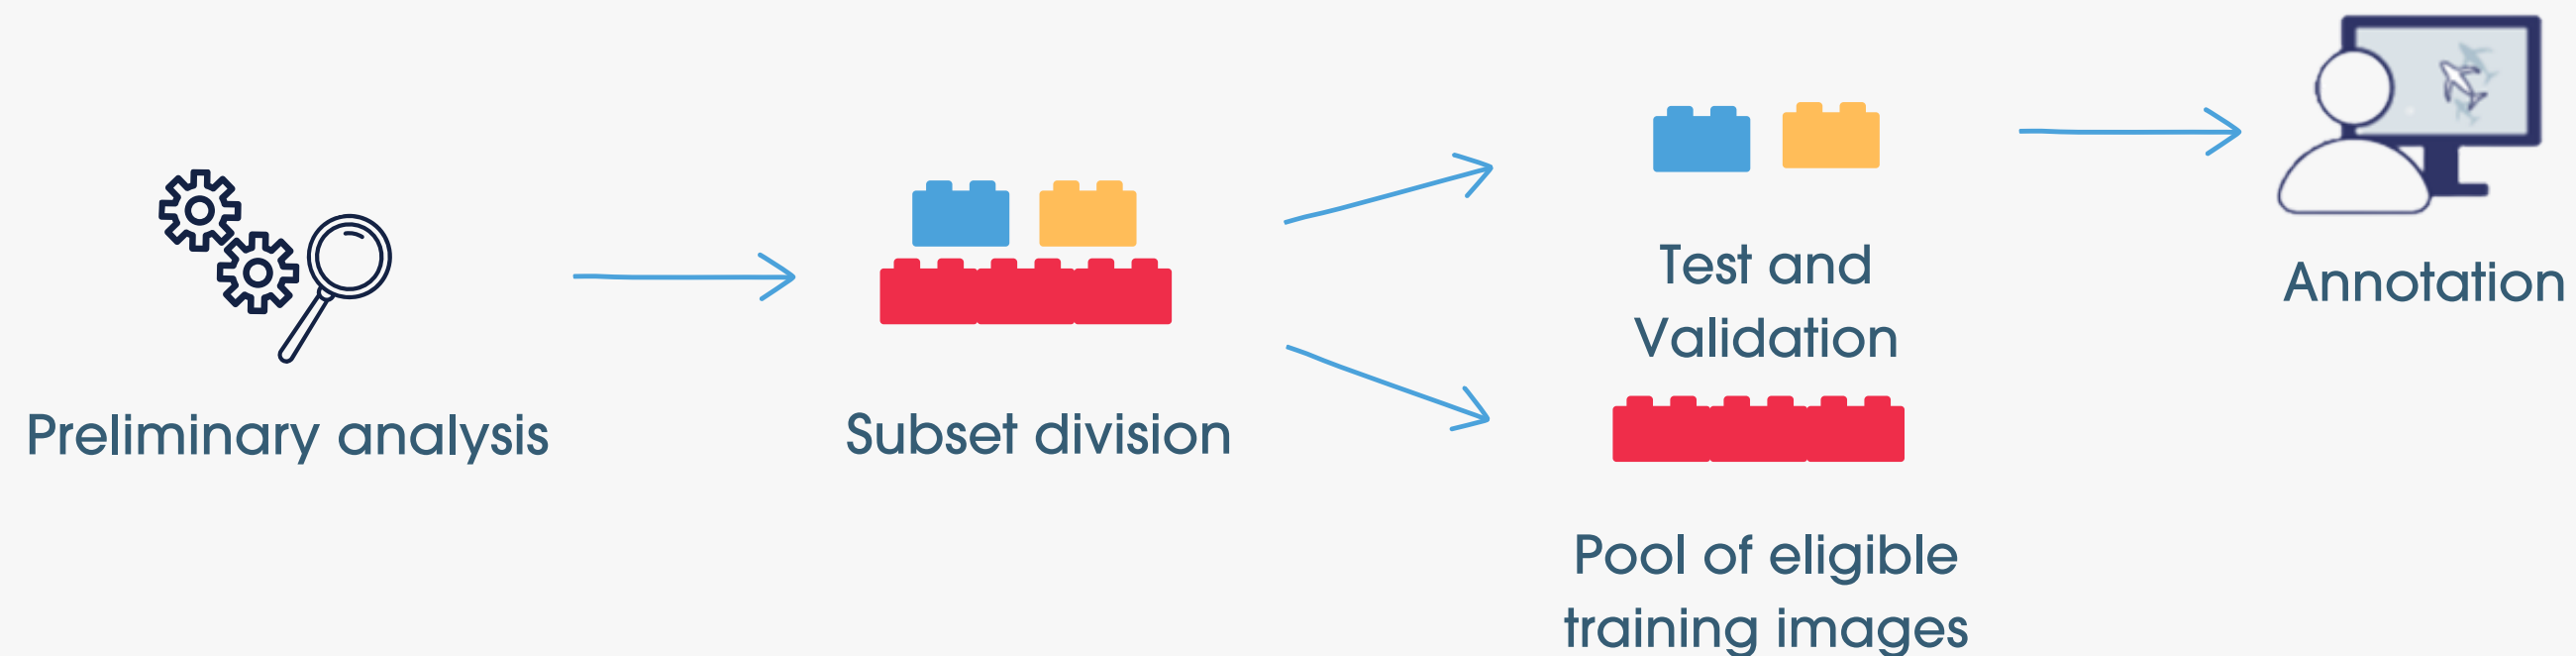 Preliminary analysis
Subset division
Test and
Validation
Pool of eligible
training images
Annotation